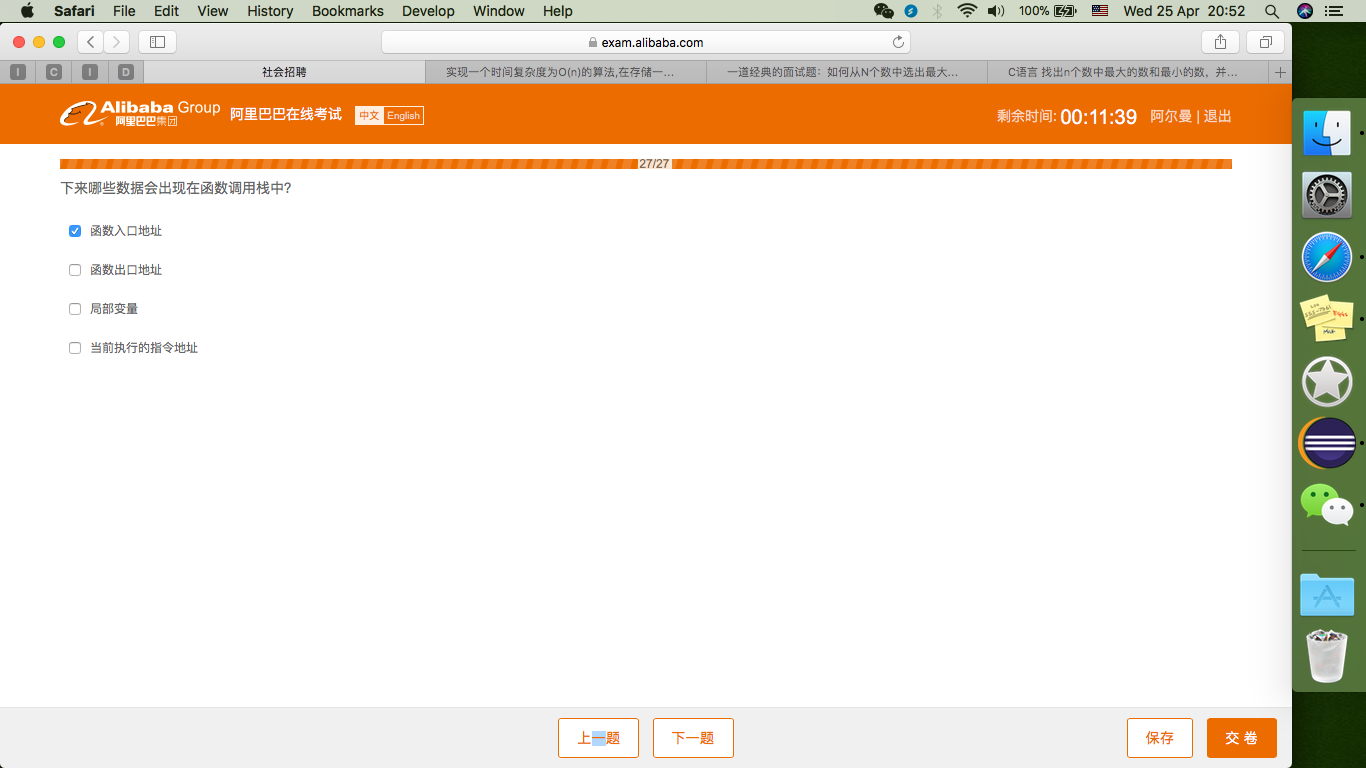 Safari File Edit View History Bookmarks Develop Window Help 100% Wed 25 Apr 20:52
exam.alibaba.com
I C I D 社会招聘 实现一个时间复杂度为O(n)的算法,在存储一... 一道经典的面试题：如何从N个数中选出最大... C语言 找出n个数中最大的数和最小的数，并...
Alibaba Group 阿里巴巴集团 阿里巴巴在线考试 中文 English 剩余时间: 00:11:39 阿尔曼 | 退出
27/27
下来哪些数据会出现在函数调用栈中?
函数入口地址
函数出口地址
局部变量
当前执行的指令地址
上一题 下一题 保存 交 卷